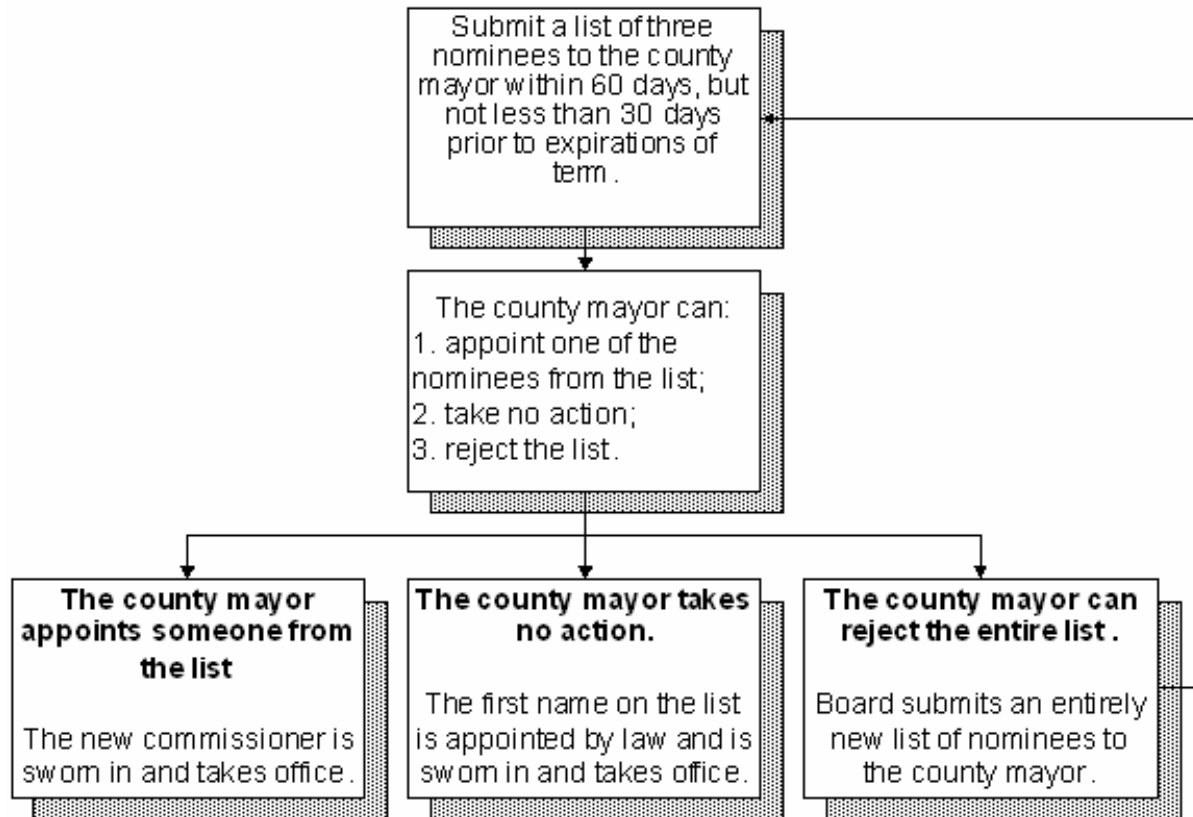 Submit a list of three
nominees to the county
mayor within 60 days, but
not less than 30 days
prior to expirations of
term.
The county mayor can:
1. appoint one of the
nominees from the list;
2. take no action;
3. reject the list.
The county mayor
appoints someone from
the list
The new commissioner is
sworn in and takes office.
The county mayor takes
no action.
The first name on the list
is appointed by law and is
sworn in and takes office.
The county mayor can
reject the entire list.
Board submits an entirely
new list of nominees to
the county mayor.